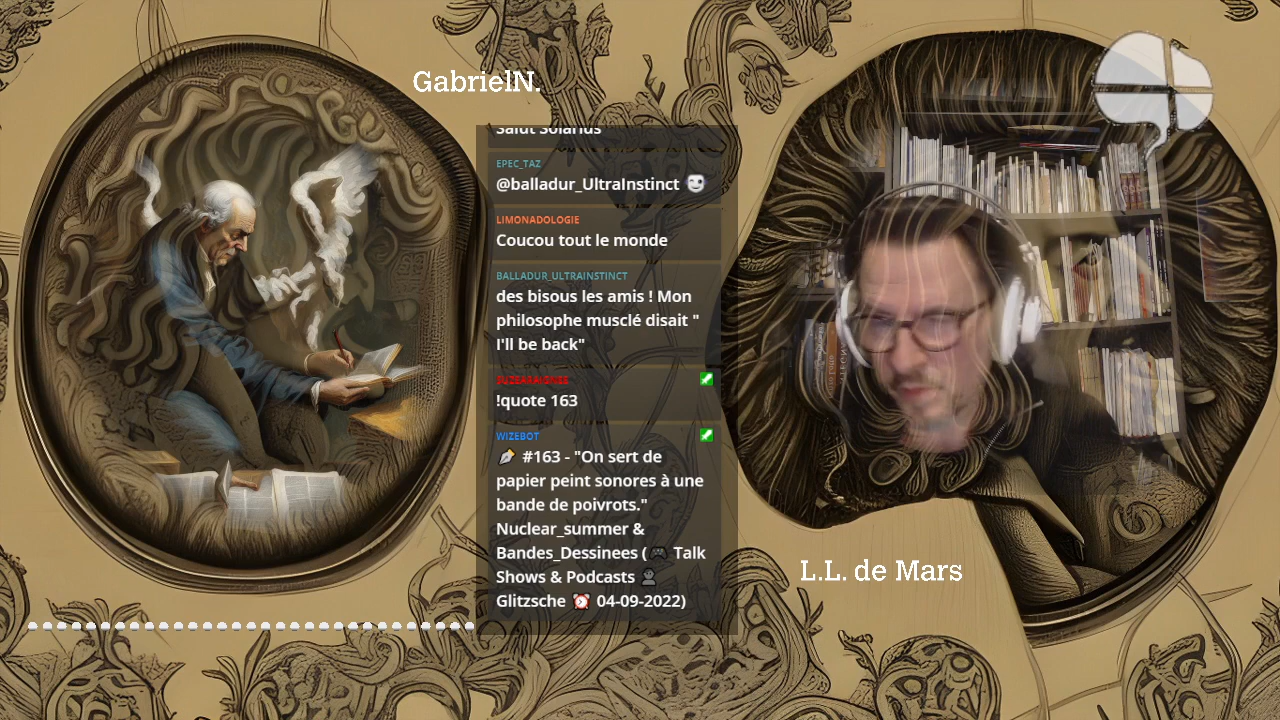 GabrielN.
Salut Solarius
EPEC_TAZ
@balladur_UltraInstinct
LIMONADOLOGIE
Coucou tout le monde
BALLADUR_ULTRAINSTINCT
des bisous les amis ! Mon
philosophe musclé disait "
I'll be back"
!quote 163
WIZEBOT
#163 - "On sert de
papier peint sonores à une
bande de poivrots."
Nuclear_summer &
Bandes_Dessinees ( Talk
Shows & Podcasts
Glitzsche 04-09-2022)
L.L. de Mars